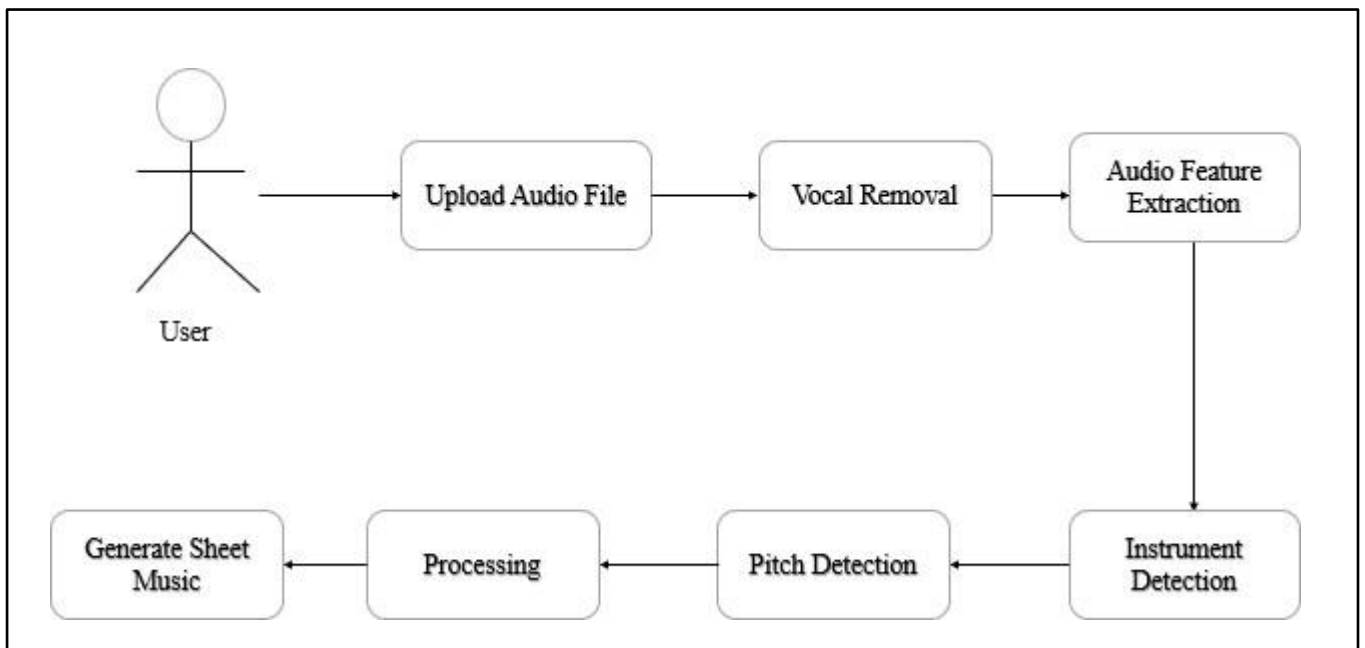 User
Upload Audio File
Vocal Removal
Audio Feature
Extraction
Instrument
Detection
Pitch Detection
Processing
Generate Sheet
Music